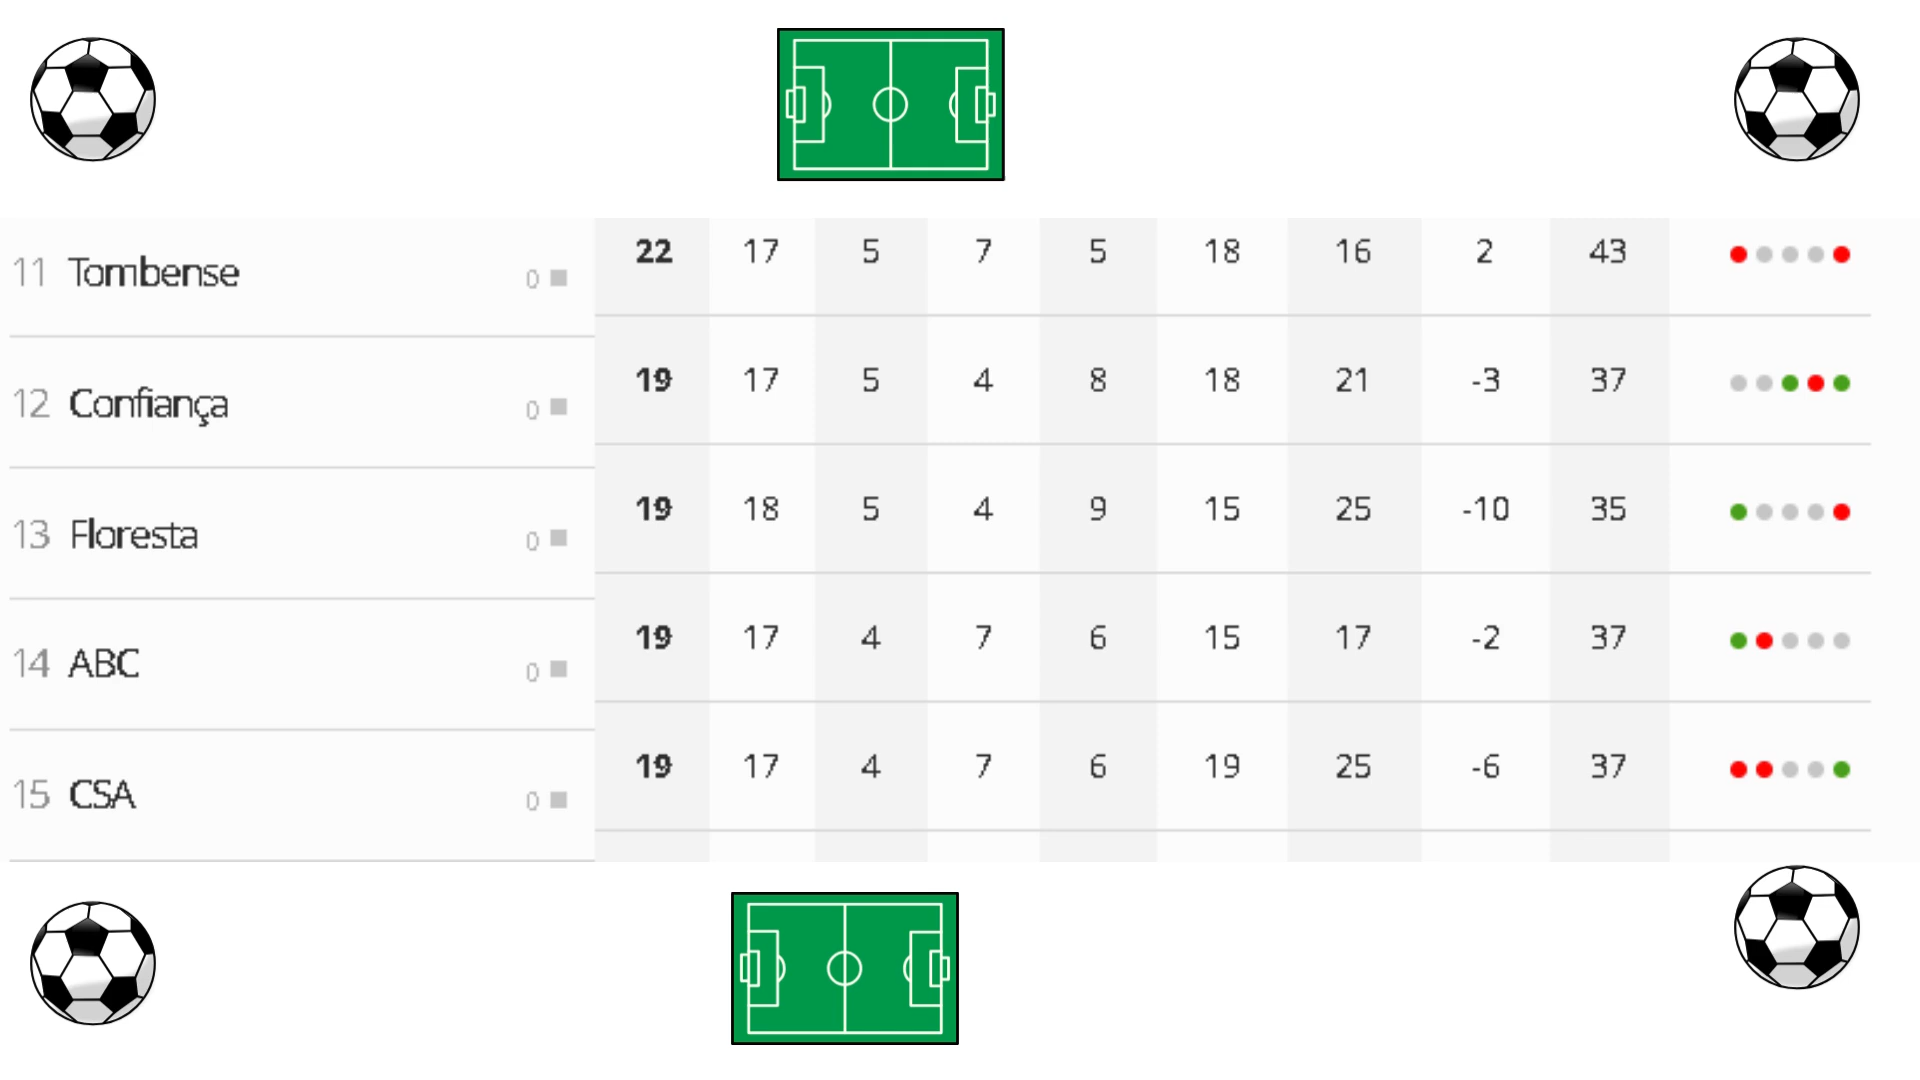 11 Tombense 0 22 17 5 7 5 18 16 2 43
12 Confiança 0 19 17 5 4 8 18 21 -3 37
13 Floresta 0 19 18 5 4 9 15 25 -10 35
14 ABC 0 19 17 4 7 6 15 17 -2 37
15 CSA 0 19 17 4 7 6 19 25 -6 37